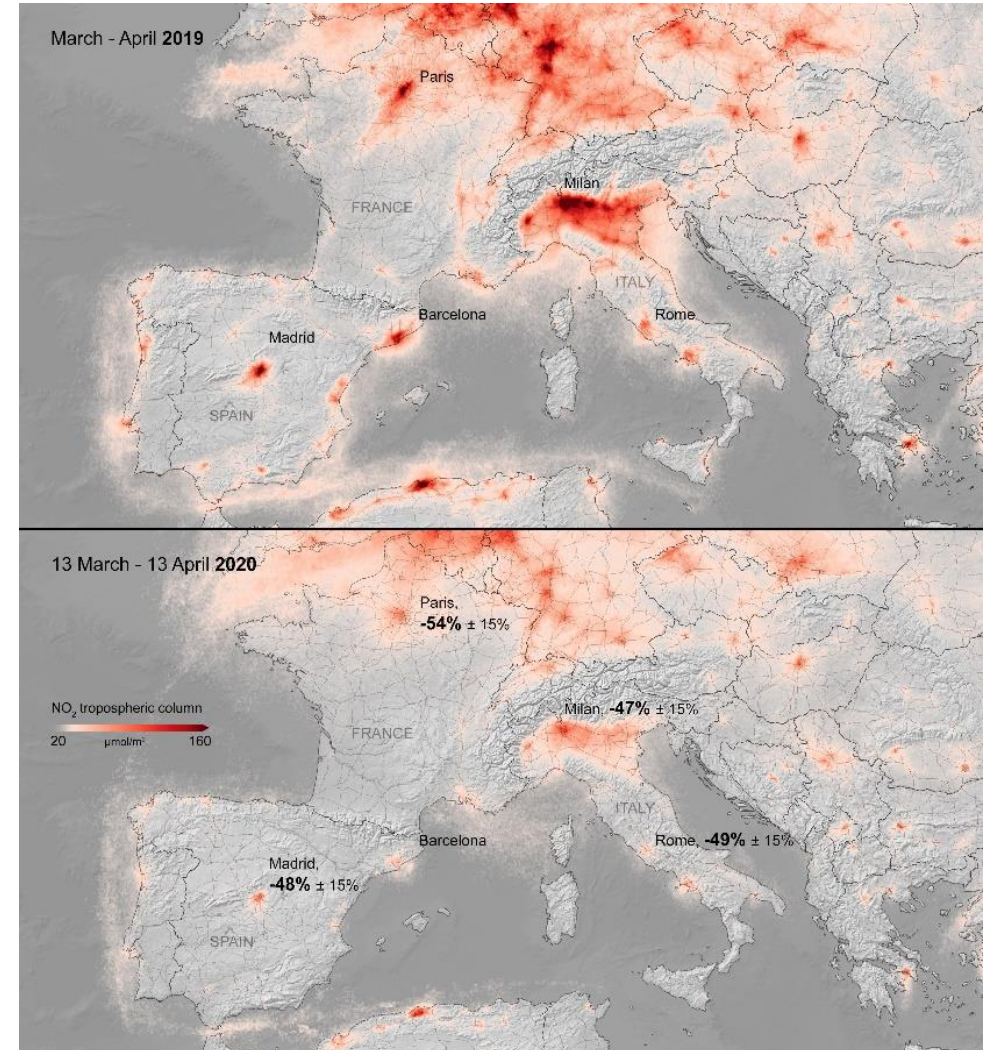 March - April 2019
Paris
Milan
FRANCE
ITALY
Barcelona
Rome
Madrid
SPAIN
13 March - 13 April 2020
Paris,
-54% ± 15%
NO2 tropospheric column
20 µmol/m² 160
Milan, -47% ± 15%
FRANCE
ITALY
Barcelona
Rome, -49% ± 15%
Madrid,
-48% ± 15%
SPAIN